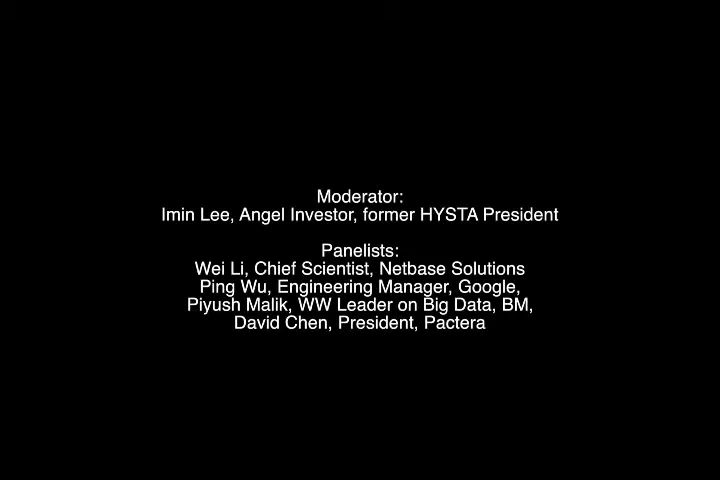 Moderator:
Imin Lee, Angel Investor, former HYSTA President
Panelists:
Wei Li, Chief Scientist, Netbase Solutions
Ping Wu, Engineering Manager, Google,
Piyush Malik, WW Leader on Big Data, BM,
David Chen, President, Pactera